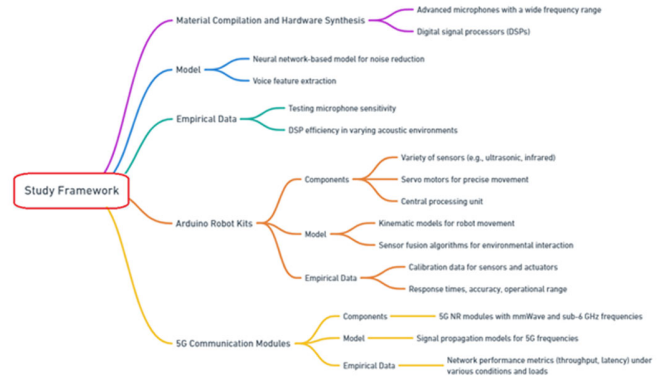 Study Framework
Material Compilation and Hardware Synthesis
Advanced microphones with a wide frequency range
Digital signal processors (DSPs)
Model
Neural network-based model for noise reduction
Voice feature extraction
Empirical Data
Testing microphone sensitivity
DSP efficiency in varying acoustic environments
Arduino Robot Kits
Components
Variety of sensors (e.g., ultrasonic, infrared)
Servo motors for precise movement
Central processing unit
Model
Kinematic models for robot movement
Sensor fusion algorithms for environmental interaction
Empirical Data
Calibration data for sensors and actuators
Response times, accuracy, operational range
5G Communication Modules
Components
5G NR modules with mmWave and sub-6 GHz frequencies
Model
Signal propagation models for 5G frequencies
Empirical Data
Network performance metrics (throughput, latency) under
various conditions and loads